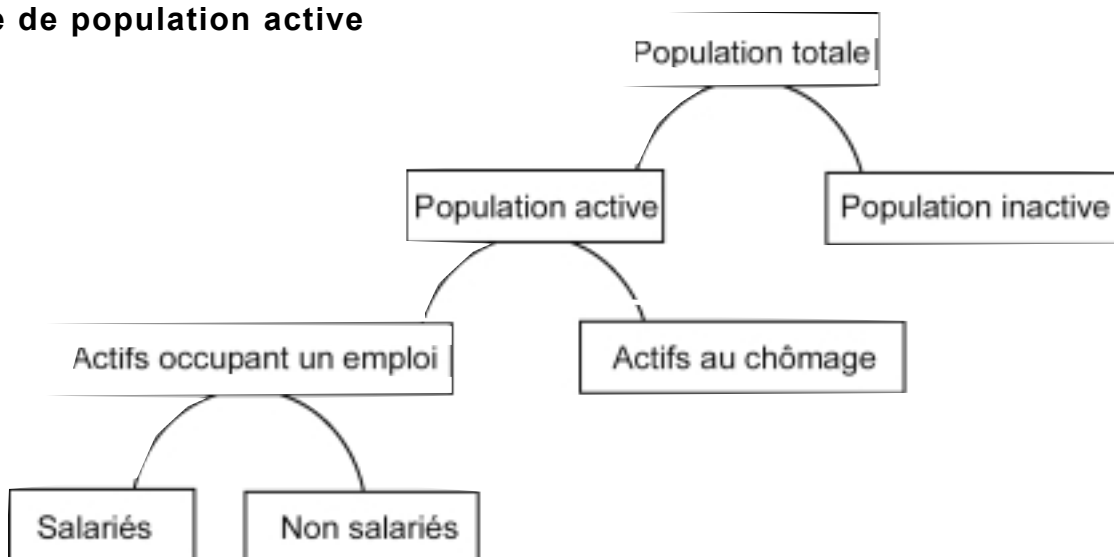 de population active
Population totale
Population active
Population inactive
Actifs occupant un emploi
Actifs au chômage
Salariés
Non salariés